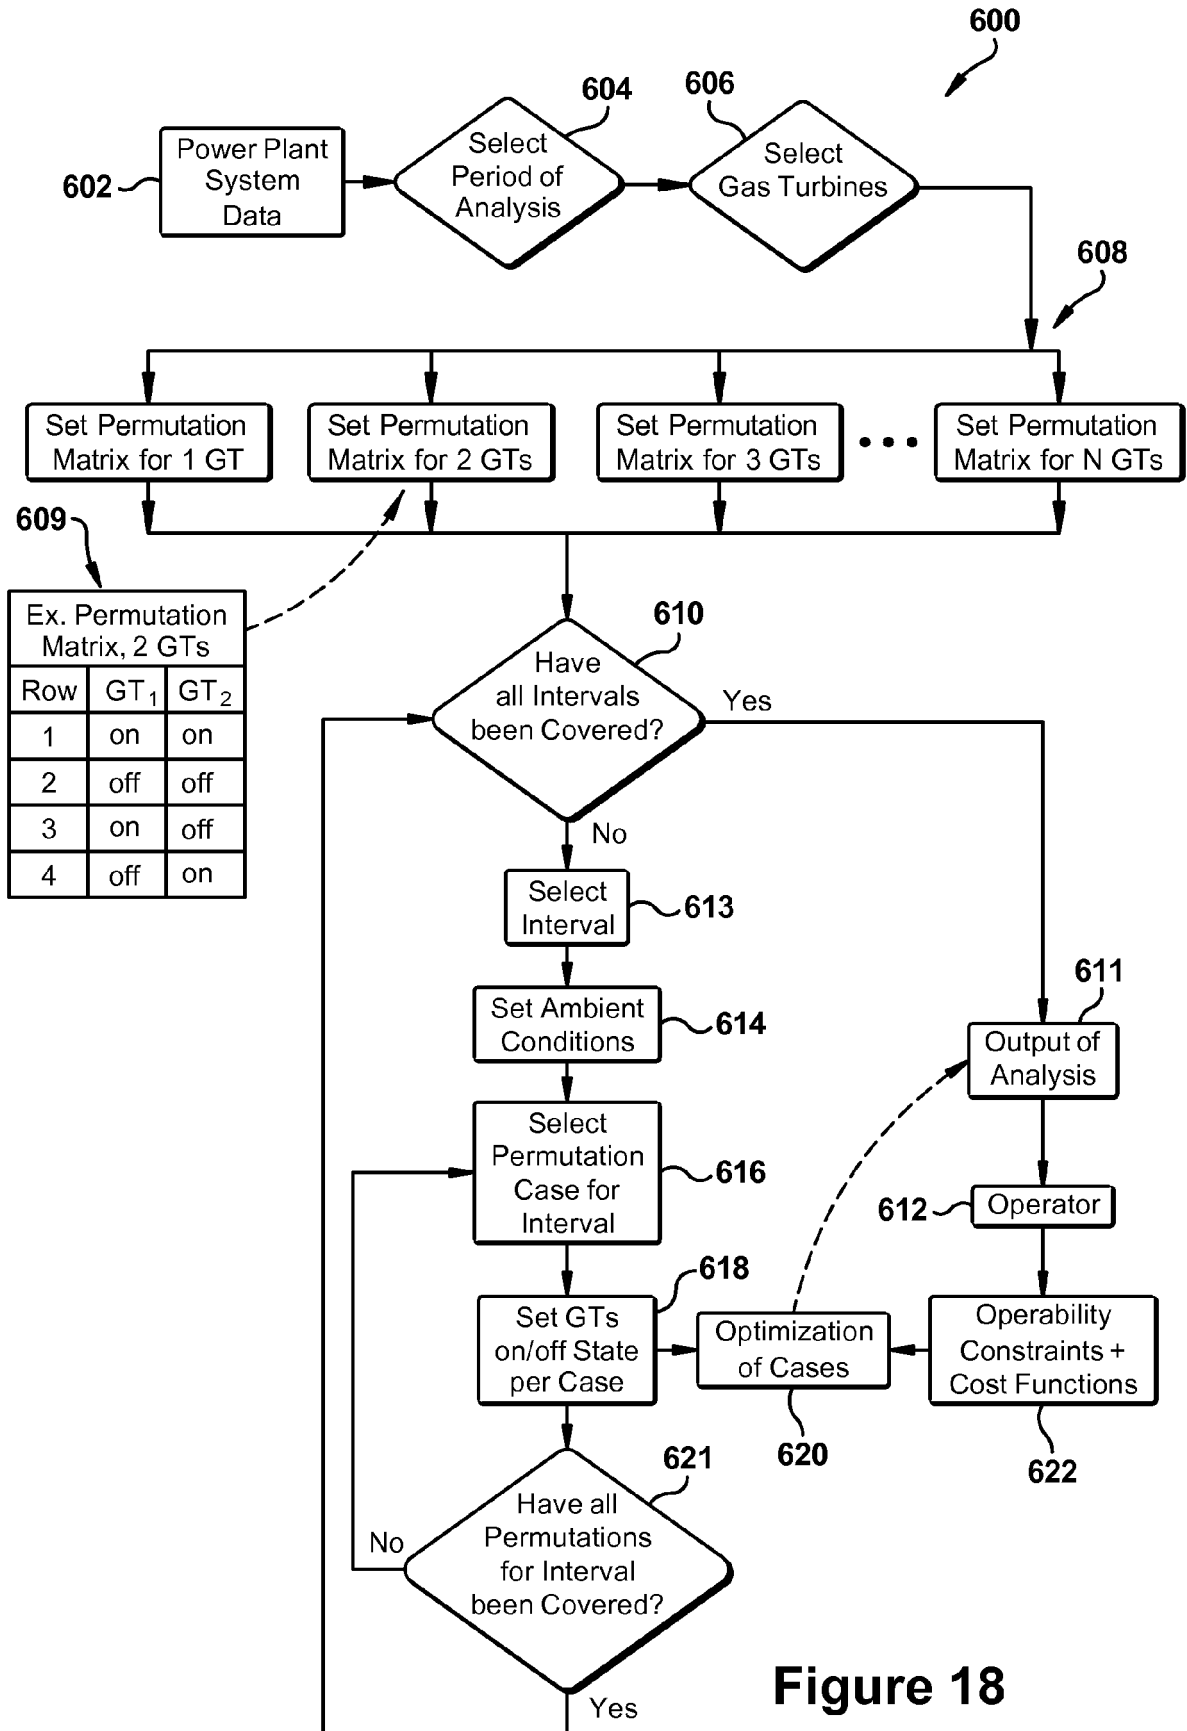 600
604
606
Power Plant
System
Data
602
Select
Period of
Analysis
Select
Gas Turbines
608
Set Permutation
Matrix for 1 GT
Set Permutation
Matrix for 2 GTs
Set Permutation
Matrix for 3 GTs
• • •
Set Permutation
Matrix for N GTs
609
Ex. Permutation
Matrix, 2 GTs
Row GT1 GT2
1 on on
2 off off
3 on off
4 off on
610
Have
all Intervals
been Covered?
Yes
No
Select
Interval
613
Set Ambient
Conditions
614
611
Output of
Analysis
Select
Permutation
Case for
Interval
616
612
Operator
618
Set GTs
on/off State
per Case
Optimization
of Cases
620
Operability
Constraints +
Cost Functions
622
621
Have all
Permutations
for Interval
been Covered?
No
Yes
Figure 18